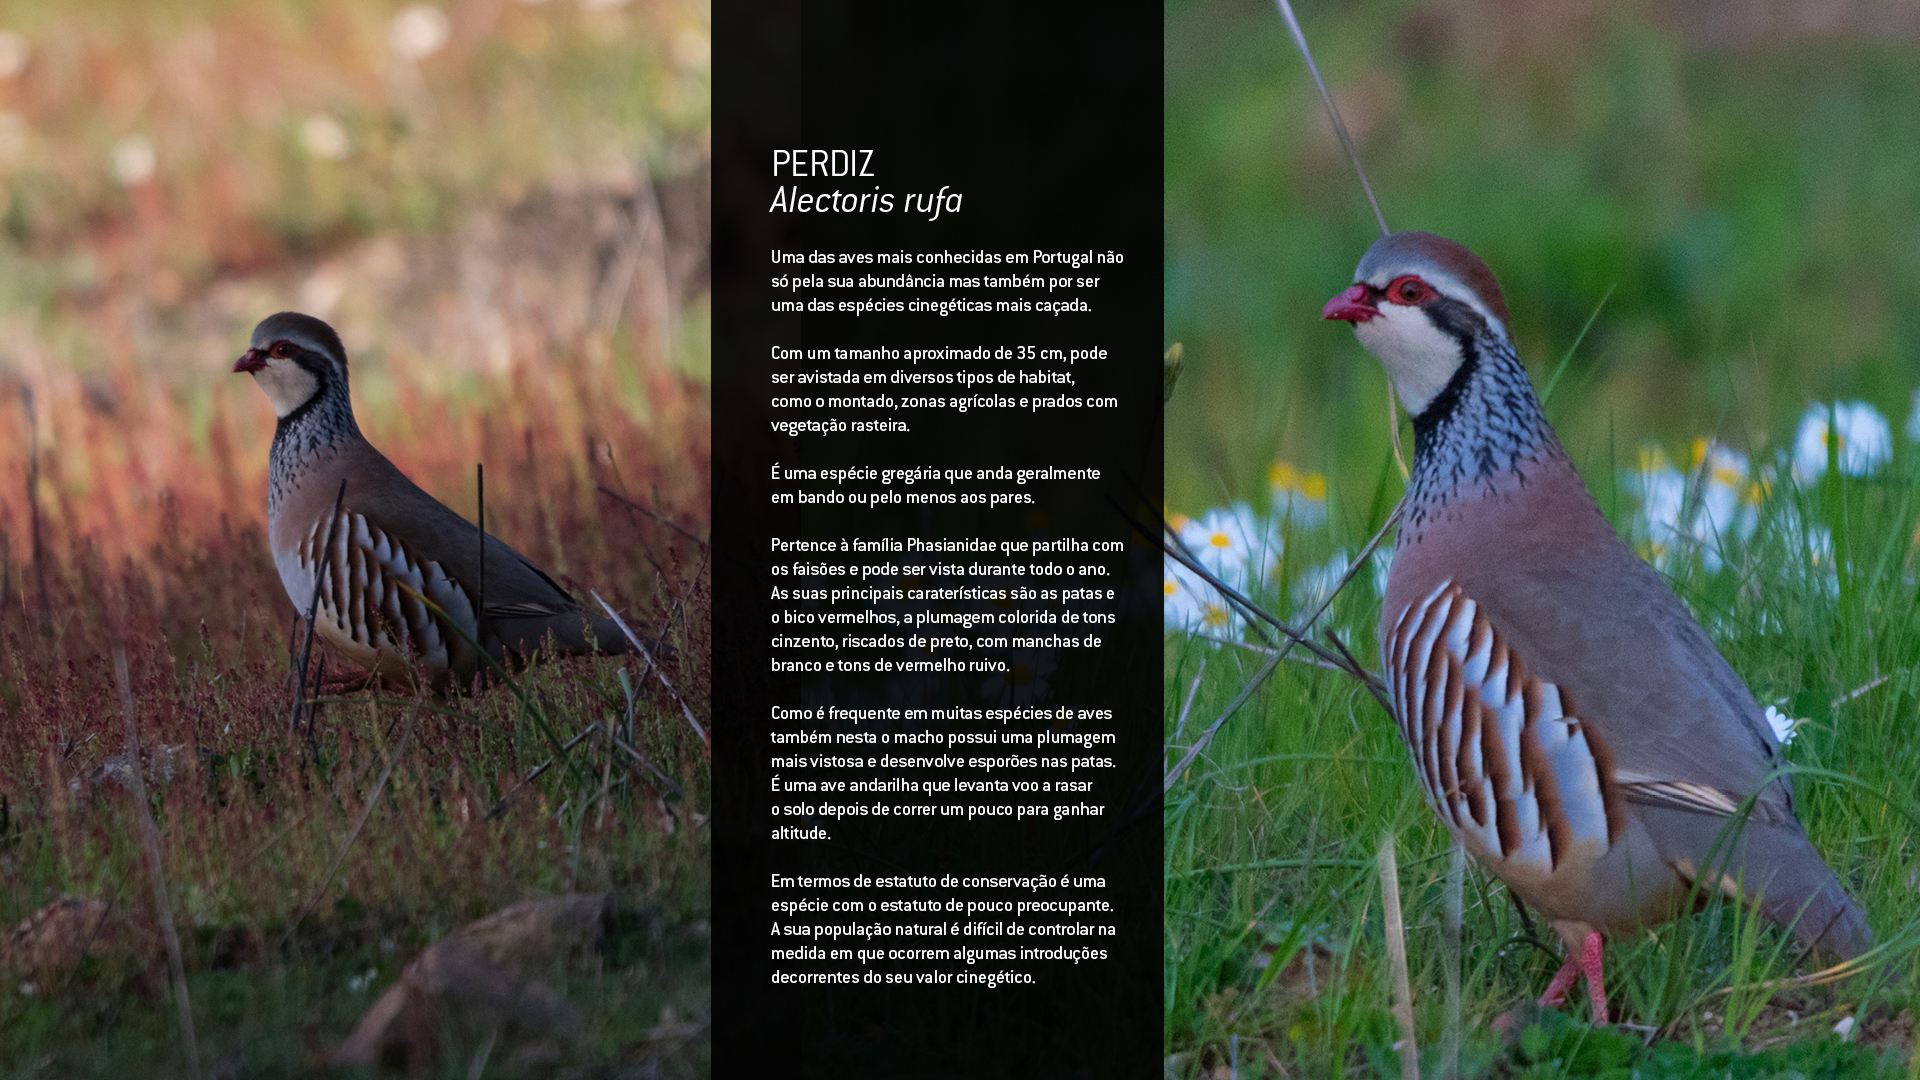 PERDIZ
Alectoris rufa
Uma das aves mais conhecidas em Portugal não
só pela sua abundância mas também por ser
uma das espécies cinegéticas mais caçada.
Com um tamanho aproximado de 35 cm, pode
ser avistada em diversos tipos de habitat,
como o montado, zonas agrícolas e prados com
vegetação rasteira.
É uma espécie gregária que anda geralmente
em bando ou pelo menos aos pares.
Pertence à família Phasianidae que partilha com
os faisões e pode ser vista durante todo o ano.
As suas principais caraterísticas são as patas e
o bico vermelhos, a plumagem colorida de tons
cinzento, riscados de preto, com manchas de
branco e tons de vermelho ruivo.
Como é frequente em muitas espécies de aves
também nesta o macho possui uma plumagem
mais vistosa e desenvolve esporões nas patas.
É uma ave andarilha que levanta voo a rasar
o solo depois de correr um pouco para ganhar
altitude.
Em termos de estatuto de conservação é uma
espécie com o estatuto de pouco preocupante.
A sua população natural é difícil de controlar na
medida em que ocorrem algumas introduções
decorrentes do seu valor cinegético.